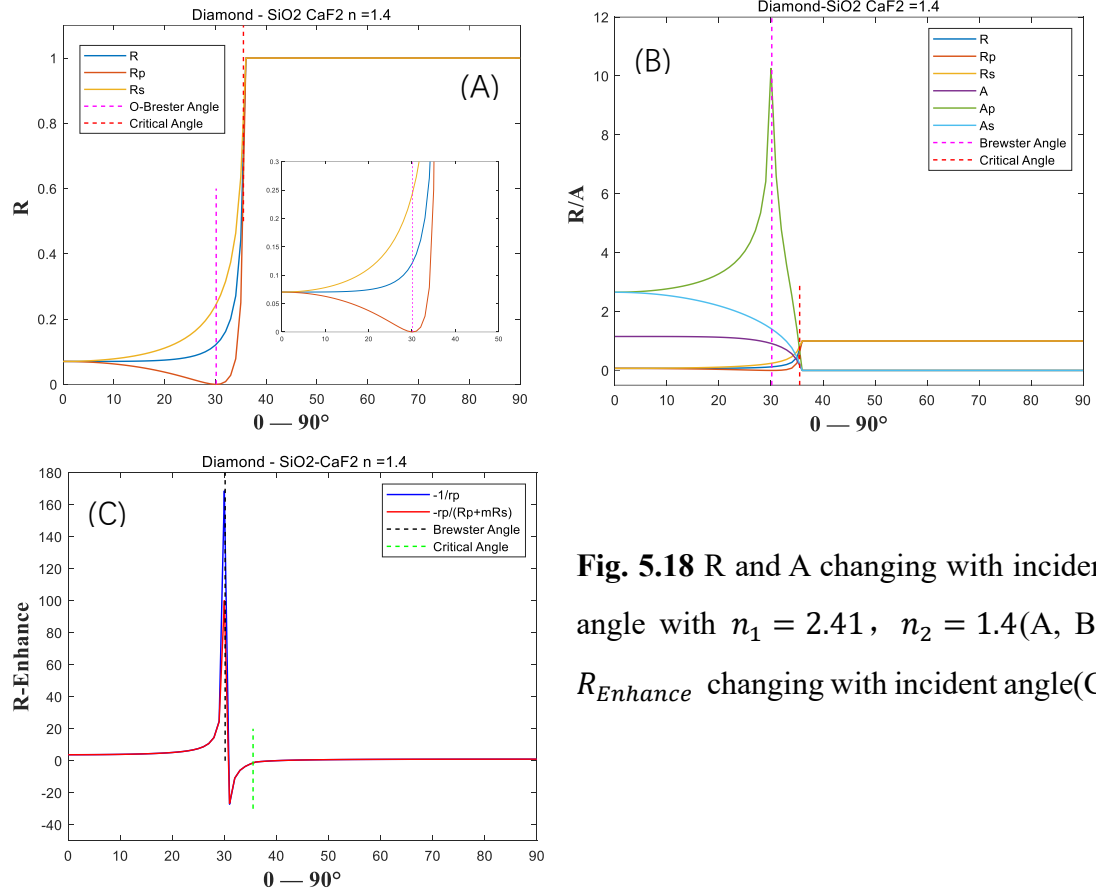 Diamond - SiO2 CaF2 n =1.4
R
Rp
Rs
O-Brester Angle
Critical Angle
(A)
1
0.8
0.6
0.4
0.2
0
R
0.3
0.25
0.2
0.15
0.1
0.05
0
0 10 20 30 40 50
0 10 20 30 40 50 60 70 80 90
0 — 90°
Diamond-SiO2 CaF2 =1.4
(B)
R
Rp
Rs
A
Ap
As
Brewster Angle
Critical Angle
12
10
8
6
4
2
0
R/A
0 10 20 30 40 50 60 70 80 90
0 — 90°
Diamond - SiO2-CaF2 n =1.4
(C)
-1/rp
-rp/(Rp+mRs)
Brewster Angle
Critical Angle
180
160
140
120
100
80
60
40
20
0
-20
-40
R-Enhance
0 10 20 30 40 50 60 70 80 90
0 — 90°
Fig. 5.18 R and A changing with inciden
angle with n₁ = 2.41，n₂ = 1.4(A, B
R_Enhance changing with incident angle(C